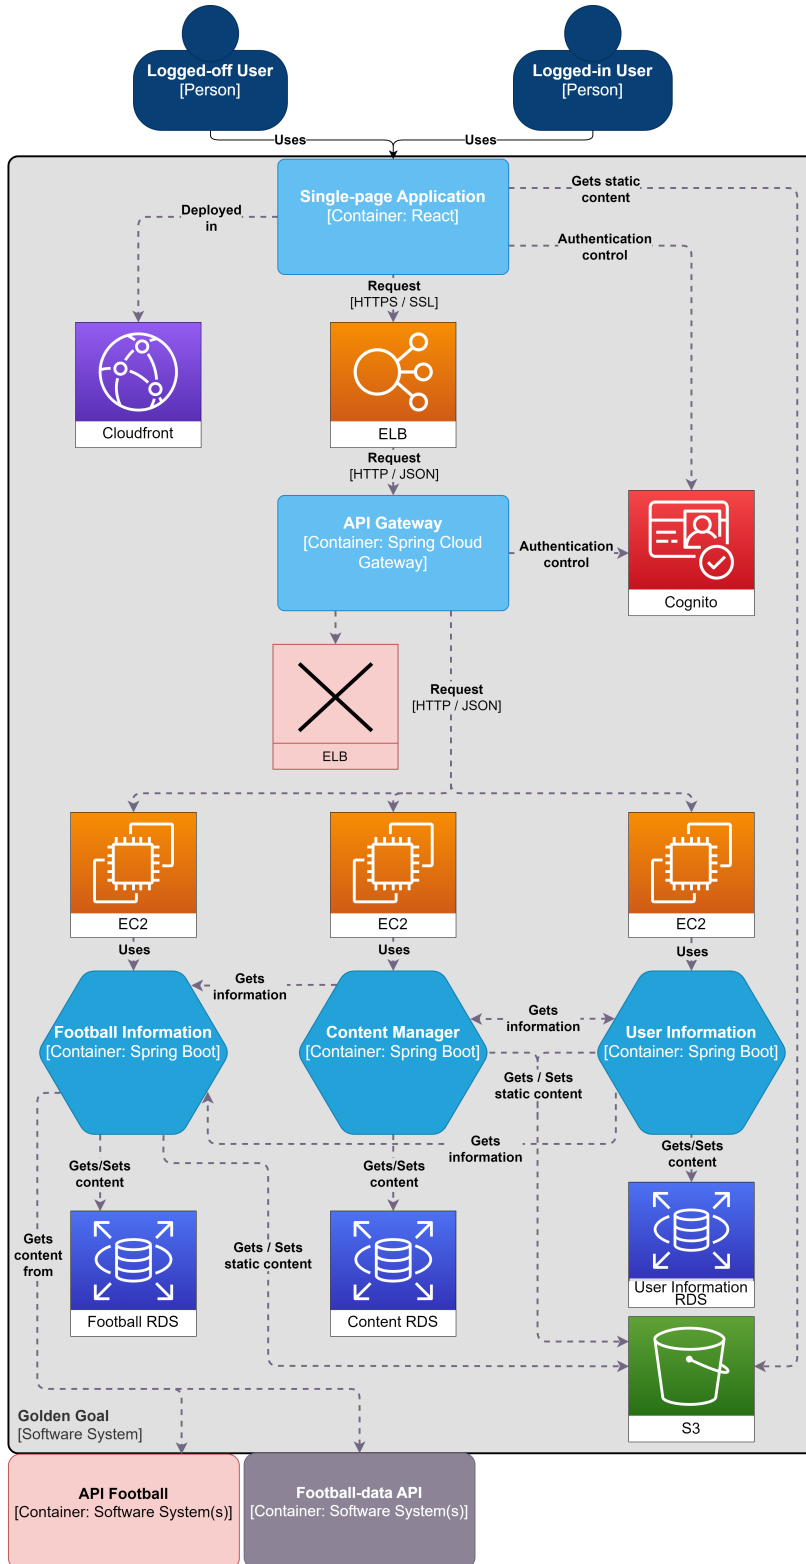 Logged-off User
[Person]
Logged-in User
[Person]
Uses
Uses
Single-page Application
[Container: React]
Gets static
content
Deployed
in
Authentication
control
Request
[HTTPS / SSL]
Cloudfront
ELB
Request
[HTTP / JSON]
API Gateway
[Container: Spring Cloud
Gateway]
Authentication
control
Cognito
Request
[HTTP / JSON]
ELB
EC2
EC2
EC2
Uses
Uses
Uses
Gets
information
Football Information
[Container: Spring Boot]
Content Manager
[Container: Spring Boot]
Gets
information
User Information
[Container: Spring Boot]
Gets / Sets
static content
Gets
information
Gets/Sets
content
Gets/Sets
content
Gets/Sets
content
Gets
content
from
Gets / Sets
static content
Football RDS
Content RDS
User Information
RDS
S3
Golden Goal
[Software System]
API Football
[Container: Software System(s)]
Football-data API
[Container: Software System(s)]